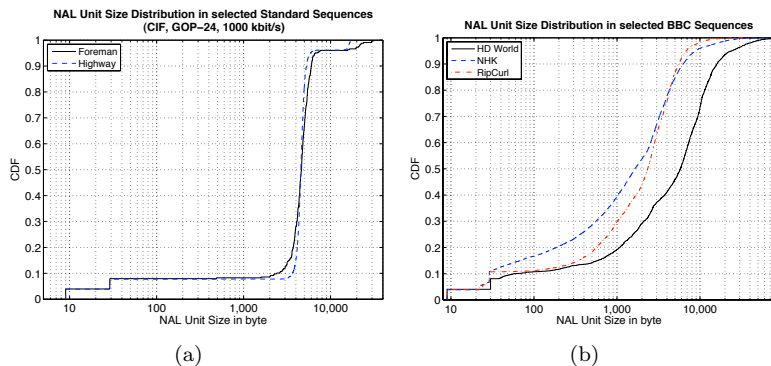 NAL Unit Size Distribution in selected Standard Sequences
(CIF, GOP−24, 1000 kbit/s)
1
0.9
0.8
0.7
0.6
0.5
0.4
0.3
0.2
0.1
0
CDF
Foreman
Highway
10
100
1,000
10,000
NAL Unit Size in byte
(a)
NAL Unit Size Distribution in selected BBC Sequences
1
0.9
0.8
0.7
0.6
0.5
0.4
0.3
0.2
0.1
0
CDF
HD World
NHK
RipCurl
10
100
1,000
10,000
NAL Unit Size in byte
(b)